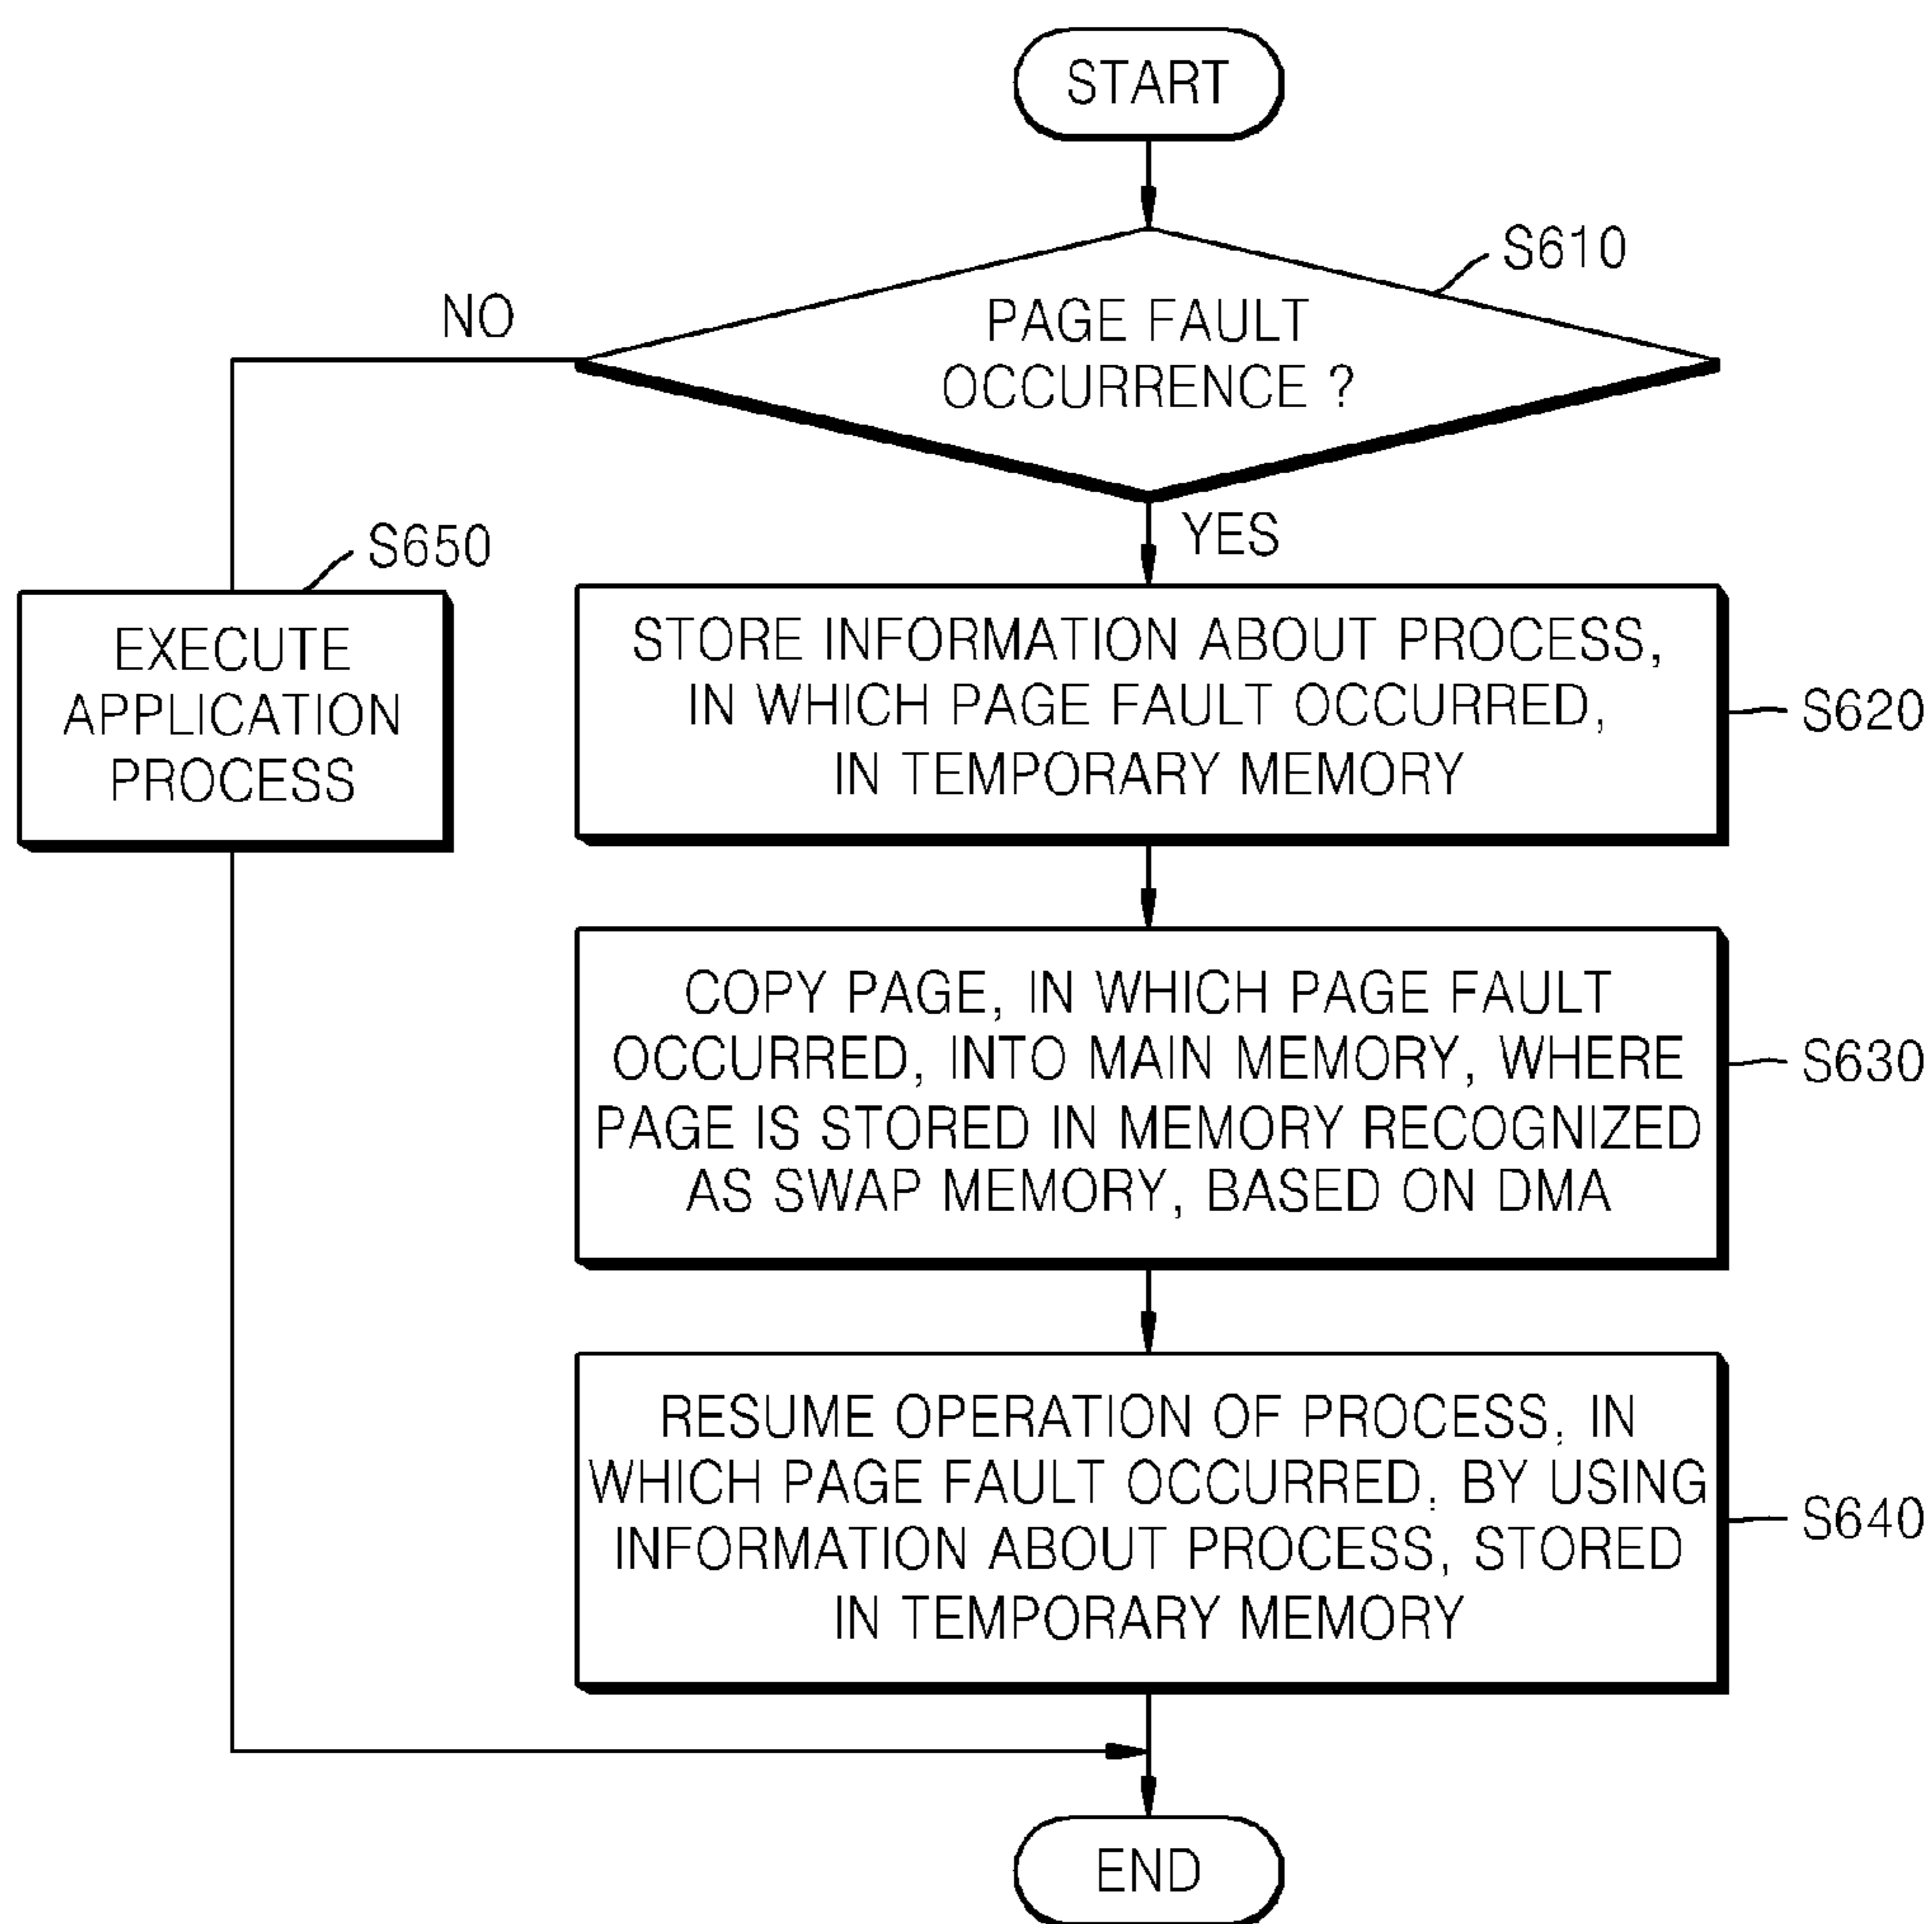 START
S610
PAGE FAULT
OCCURRENCE ?
NO
YES
S650
EXECUTE
APPLICATION
PROCESS
STORE INFORMATION ABOUT PROCESS,
IN WHICH PAGE FAULT OCCURRED,
IN TEMPORARY MEMORY
S620
COPY PAGE, IN WHICH PAGE FAULT
OCCURRED, INTO MAIN MEMORY, WHERE
PAGE IS STORED IN MEMORY RECOGNIZED
AS SWAP MEMORY, BASED ON DMA
S630
RESUME OPERATION OF PROCESS, IN
WHICH PAGE FAULT OCCURRED, BY USING
INFORMATION ABOUT PROCESS, STORED
IN TEMPORARY MEMORY
S640
END